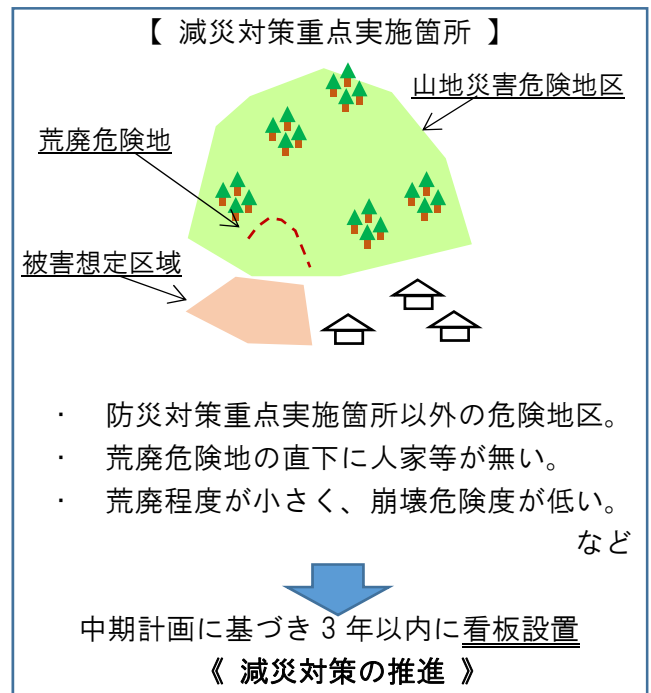 【 減災対策重点実施箇所 】
山地災害危険地区
荒廃危険地
被害想定区域
・ 防災対策重点実施箇所以外の危険地区。
・ 荒廃危険地の直下に人家等が無い。
・ 荒廃程度が小さく、崩壊危険度が低い。
など
中期計画に基づき３年以内に看板設置
《 減災対策の推進 》